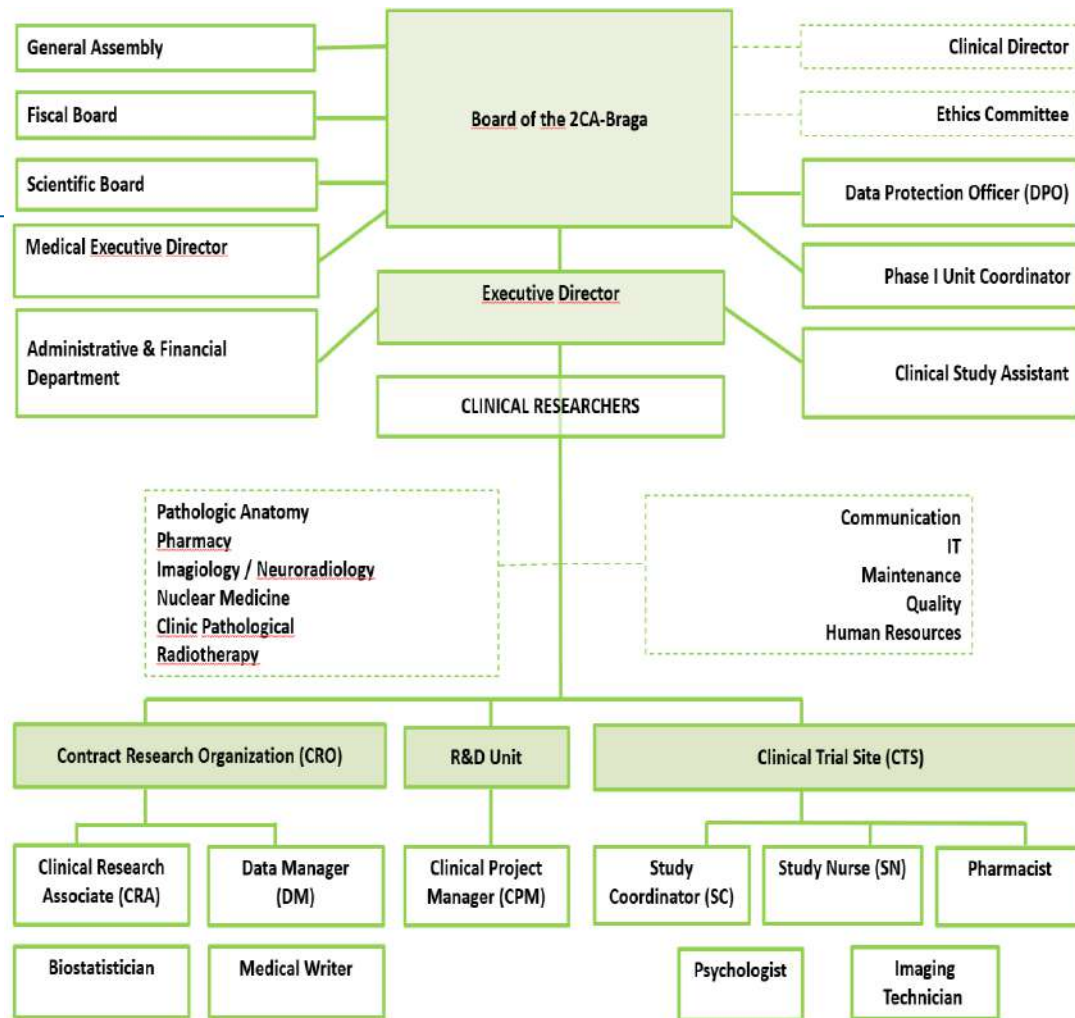 General Assembly
Fiscal Board
Scientific Board
Medical Executive Director
Administrative & Financial
Department
Board of the 2CA-Braga
Executive Director
CLINICAL RESEARCHERS
Clinical Director
Ethics Committee
Data Protection Officer (DPO)
Phase I Unit Coordinator
Clinical Study Assistant
Pathologic Anatomy
Pharmacy
Imagiology / Neuroradiology
Nuclear Medicine
Clinic Pathological
Radiotherapy
Communication
IT
Maintenance
Quality
Human Resources
Contract Research Organization (CRO)
R&D Unit
Clinical Trial Site (CTS)
Clinical Research
Associate (CRA)
Data Manager
(DM)
Clinical Project
Manager (CPM)
Study
Coordinator (SC)
Study Nurse (SN)
Pharmacist
Biostatistician
Medical Writer
Psychologist
Imaging
Technician